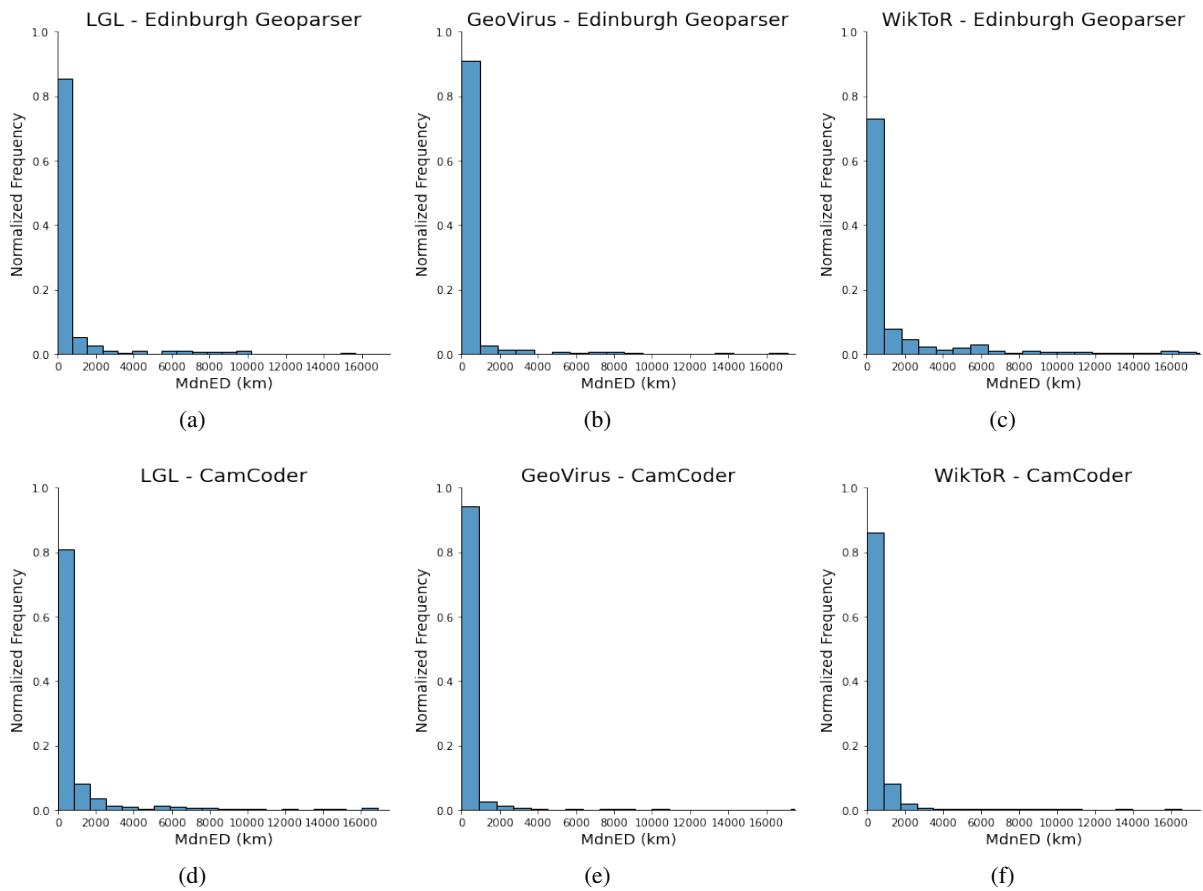 LGL - Edinburgh Geoparser
GeoVirus - Edinburgh Geoparser
WikToR - Edinburgh Geoparser
1.0
0.8
0.6
0.4
0.2
0.0
Normalized Frequency
0 2000 4000 6000 8000 10000 12000 14000 16000
MdnED (km)
1.0
0.8
0.6
0.4
0.2
0.0
Normalized Frequency
0 2000 4000 6000 8000 10000 12000 14000 16000
MdnED (km)
1.0
0.8
0.6
0.4
0.2
0.0
Normalized Frequency
0 2000 4000 6000 8000 10000 12000 14000 16000
MdnED (km)
(a)
(b)
(c)
LGL - CamCoder
GeoVirus - CamCoder
WikToR - CamCoder
1.0
0.8
0.6
0.4
0.2
0.0
Normalized Frequency
0 2000 4000 6000 8000 10000 12000 14000 16000
MdnED (km)
1.0
0.8
0.6
0.4
0.2
0.0
Normalized Frequency
0 2000 4000 6000 8000 10000 12000 14000 16000
MdnED (km)
1.0
0.8
0.6
0.4
0.2
0.0
Normalized Frequency
0 2000 4000 6000 8000 10000 12000 14000 16000
MdnED (km)
(d)
(e)
(f)